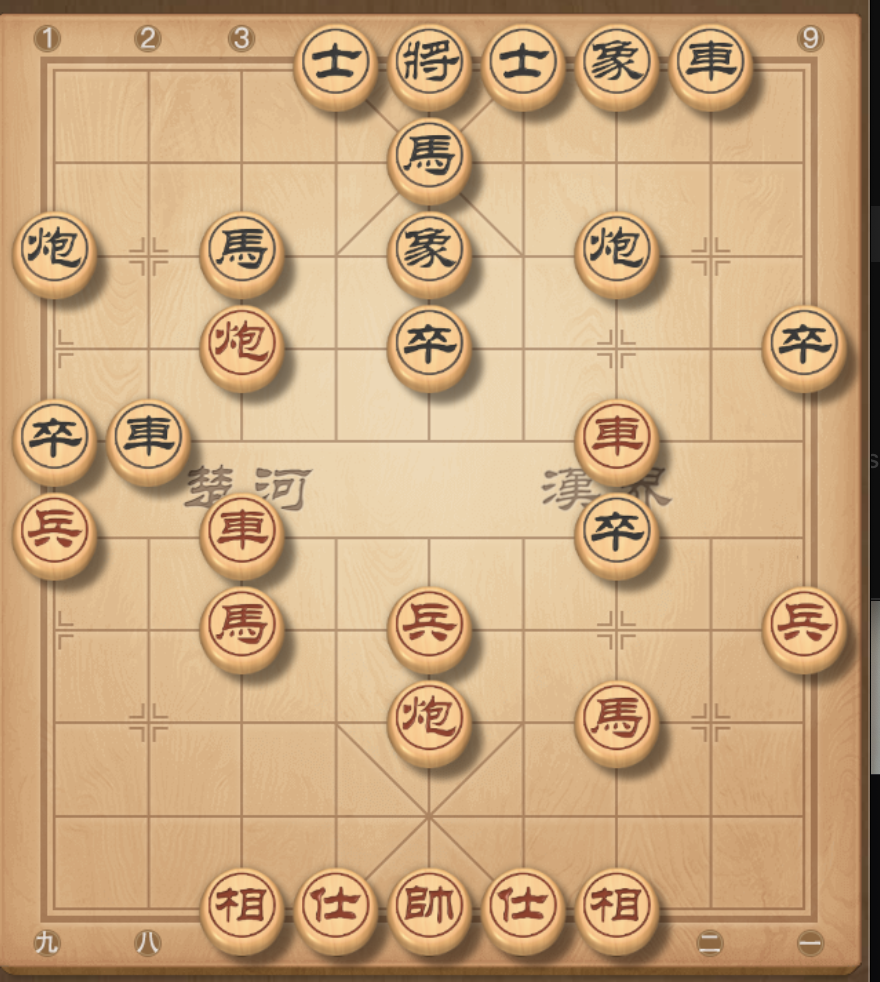 1 2 3 9
士 將 士 象 車
馬
炮 馬 象 炮
炮 卒 卒
卒 車 車
楚河 漢界
兵 車 卒
馬 兵 兵
炮 馬
相 仕 帥 仕 相
九 八 二 一
s